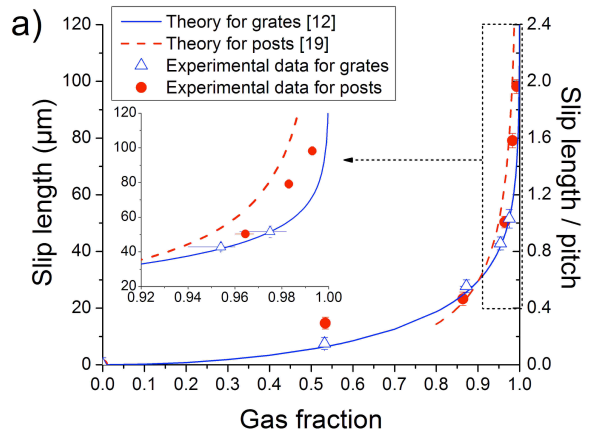 a)
Theory for grates [12]
Theory for posts [19]
Experimental data for grates
Experimental data for posts
120
100
80
60
40
20
0
Slip length (µm)
2.4
2.0
1.6
1.2
0.8
0.4
0.0
Slip length / pitch
120
100
80
60
40
20
0.92 0.94 0.96 0.98 1.00
0.0 0.1 0.2 0.3 0.4 0.5 0.6 0.7 0.8 0.9 1.0
Gas fraction